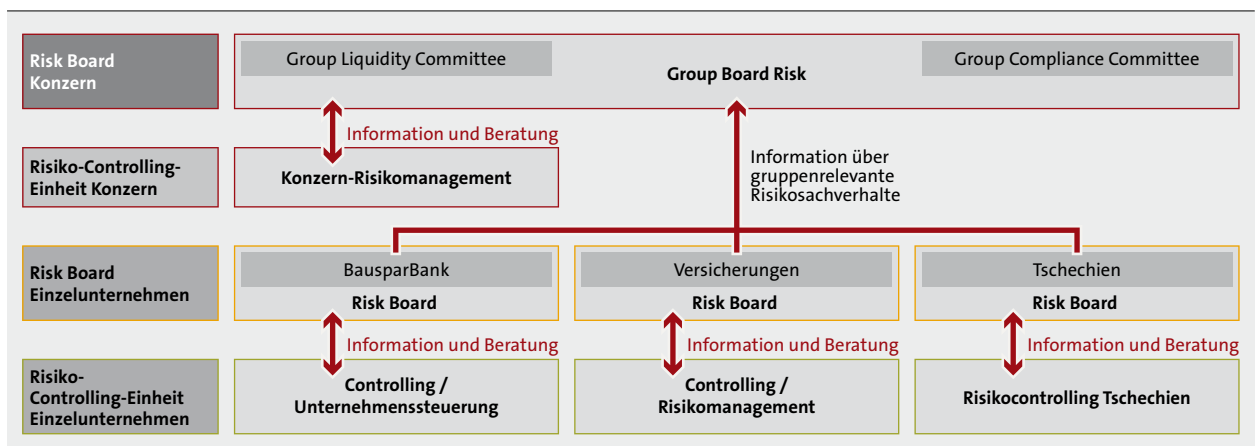 Risk Board
Konzern
Group Liquidity Committee
Group Board Risk
Group Compliance Committee
Information und Beratung
Risiko-Controlling-
Einheit Konzern
Konzern-Risikomanagement
Information über
gruppenrelevante
Risikosachverhalte
Risk Board
Einzelunternehmen
BausparBank
Risk Board
Versicherungen
Risk Board
Tschechien
Risk Board
Information und Beratung
Information und Beratung
Information und Beratung
Risiko-
Controlling-Einheit
Einzelunternehmen
Controlling /
Unternehmenssteuerung
Controlling /
Risikomanagement
Risikocontrolling Tschechien